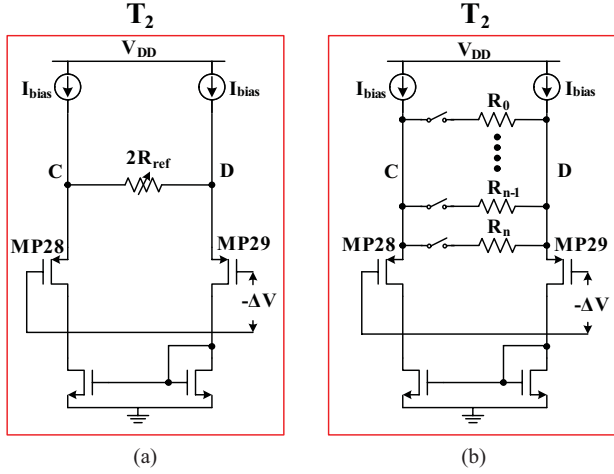 T2
VDD
Ibias
Ibias
2Rref
C
D
MP28
MP29
-ΔV
(a)
T2
VDD
Ibias
Ibias
R0
C
D
Rn-1
Rn
MP28
MP29
-ΔV
(b)